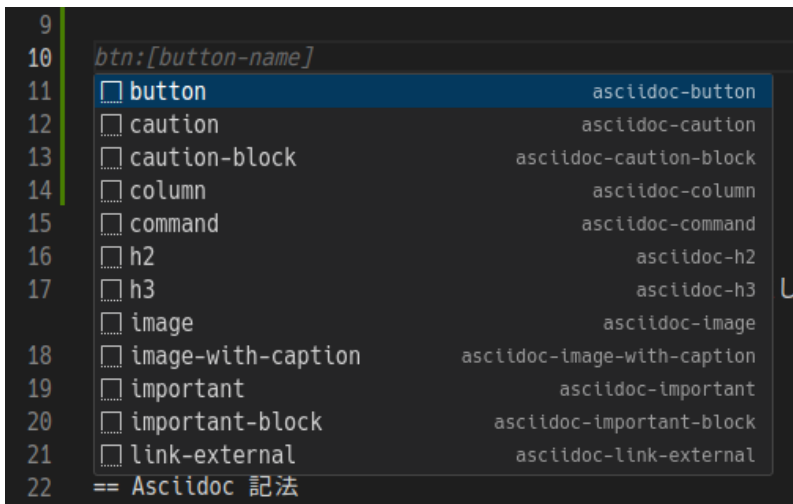 9
10 btn:[button-name]
11 button asciidoc-button
12 caution asciidoc-caution
13 caution-block asciidoc-caution-block
14 column asciidoc-column
15 command asciidoc-command
16 h2 asciidoc-h2
17 h3 asciidoc-h3 し
image asciidoc-image
18 image-with-caption asciidoc-image-with-caption
19 important asciidoc-important
20 important-block asciidoc-important-block
21 link-external asciidoc-link-external
22 == Asciidoc 記法